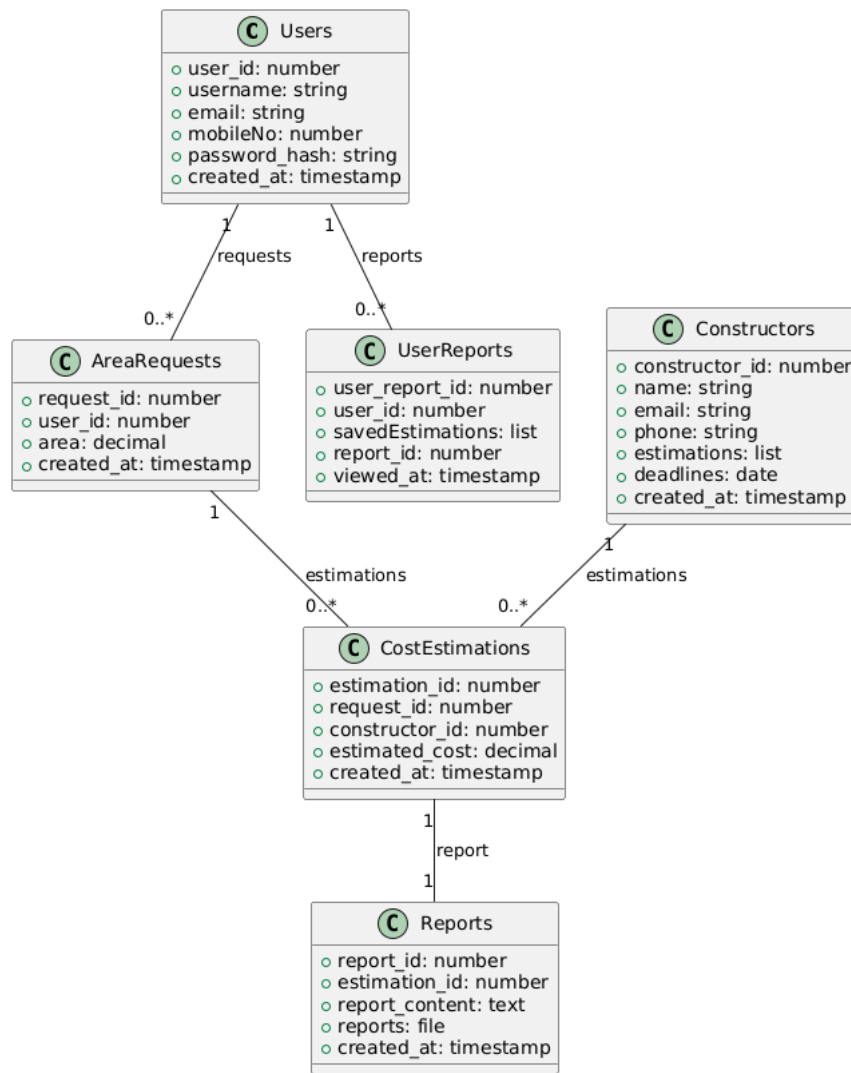 C Users
user_id: number
username: string
email: string
mobileNo: number
password_hash: string
created_at: timestamp
1
1
requests
reports
0..*
0..*
C AreaRequests
request_id: number
user_id: number
area: decimal
created_at: timestamp
C UserReports
user_report_id: number
user_id: number
savedEstimations: list
report_id: number
viewed_at: timestamp
C Constructors
constructor_id: number
name: string
email: string
phone: string
estimations: list
deadlines: date
created_at: timestamp
1
1
estimations
estimations
0..*
0..*
C CostEstimations
estimation_id: number
request_id: number
constructor_id: number
estimated_cost: decimal
created_at: timestamp
1
report
1
C Reports
report_id: number
estimation_id: number
report_content: text
reports: file
created_at: timestamp